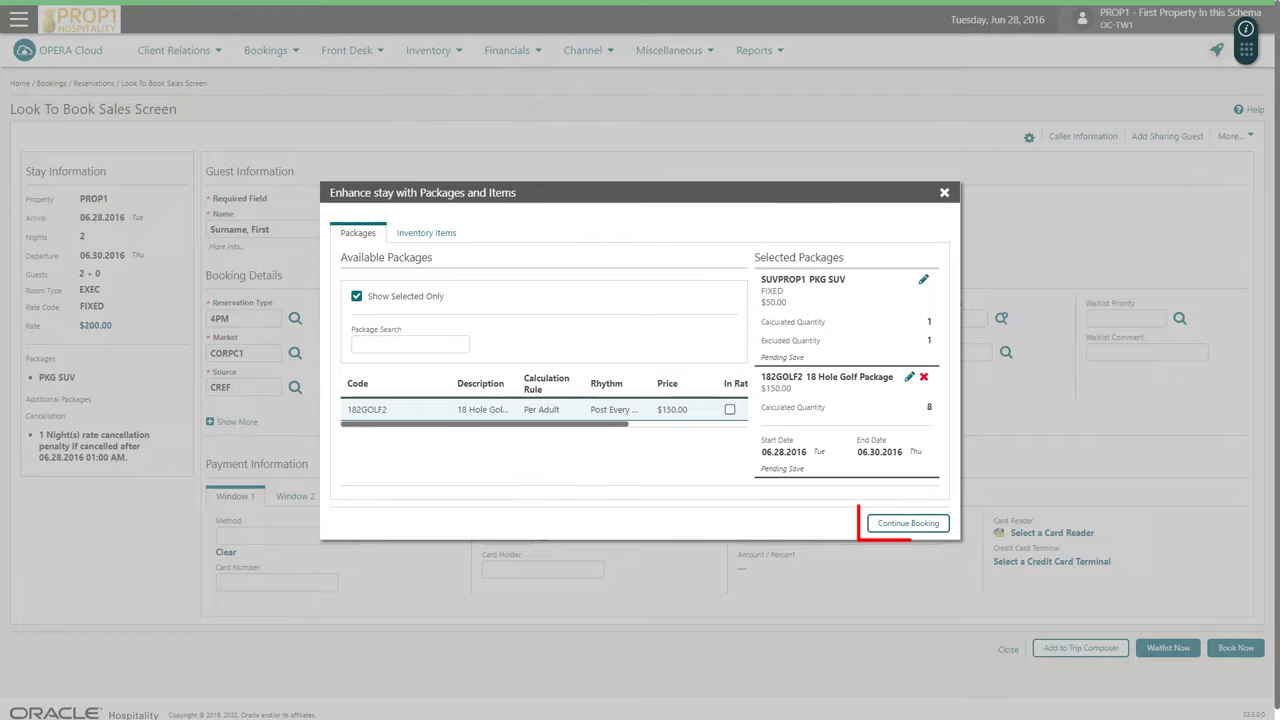 PROP1
HOSPITALITY
Tuesday, Jun 28, 2016
PROP1 - First Property In this Schema
OC-TW1
OPERA Cloud
Client Relations
Bookings
Front Desk
Inventory
Financials
Channel
Miscellaneous
Reports
Home / Bookings / Reservations / Look To Book Sales Screen
Look To Book Sales Screen
Help
Caller Information
Add Sharing Guest
More...
Stay Information
Property PROP1
Arrival 06.28.2016 Tue
Nights 2
Departure 06.30.2016 Thu
Guests 2 + 0
Room Type EXEC
Rate Code FIXED
Rate $200.00
Packages
• PKG SUV
Additional Packages
Cancellation
• 1 Night(s) rate cancellation
penalty if cancelled after
06.28.2016 01:00 AM.
Guest Information
* Required Field
* Name
Surname, First
More Info...
Booking Details
* Reservation Type
4PM
* Market
CORPC1
* Source
CREF
Show More
Waitlist Priority
Waitlist Comment
Payment Information
Window 1
Window 2
Method
Clear
Card Number
Card Holder
Amount / Percent
—
Card Reader
Select a Card Reader
Credit Card Terminal
Select a Credit Card Terminal
Enhance stay with Packages and Items
Packages
Inventory Items
Available Packages
Show Selected Only
Package Search
Code Description Calculation Rule Rhythm Price In Rat
182GOLF2 18 Hole Gol... Per Adult Post Every ... $150.00
Selected Packages
SUVPROP1 PKG SUV
FIXED
$50.00
Calculated Quantity 1
Excluded Quantity 1
Pending Save
182GOLF2 18 Hole Golf Package
$150.00
Calculated Quantity 8
Start Date End Date
06.28.2016 Tue 06.30.2016 Thu
Pending Save
Continue Booking
Close
Add to Trip Composer
Waitlist Now
Book Now
ORACLE Hospitality
Copyright © 2016, 2022, Oracle and/or its affiliates.
22.5.0.0